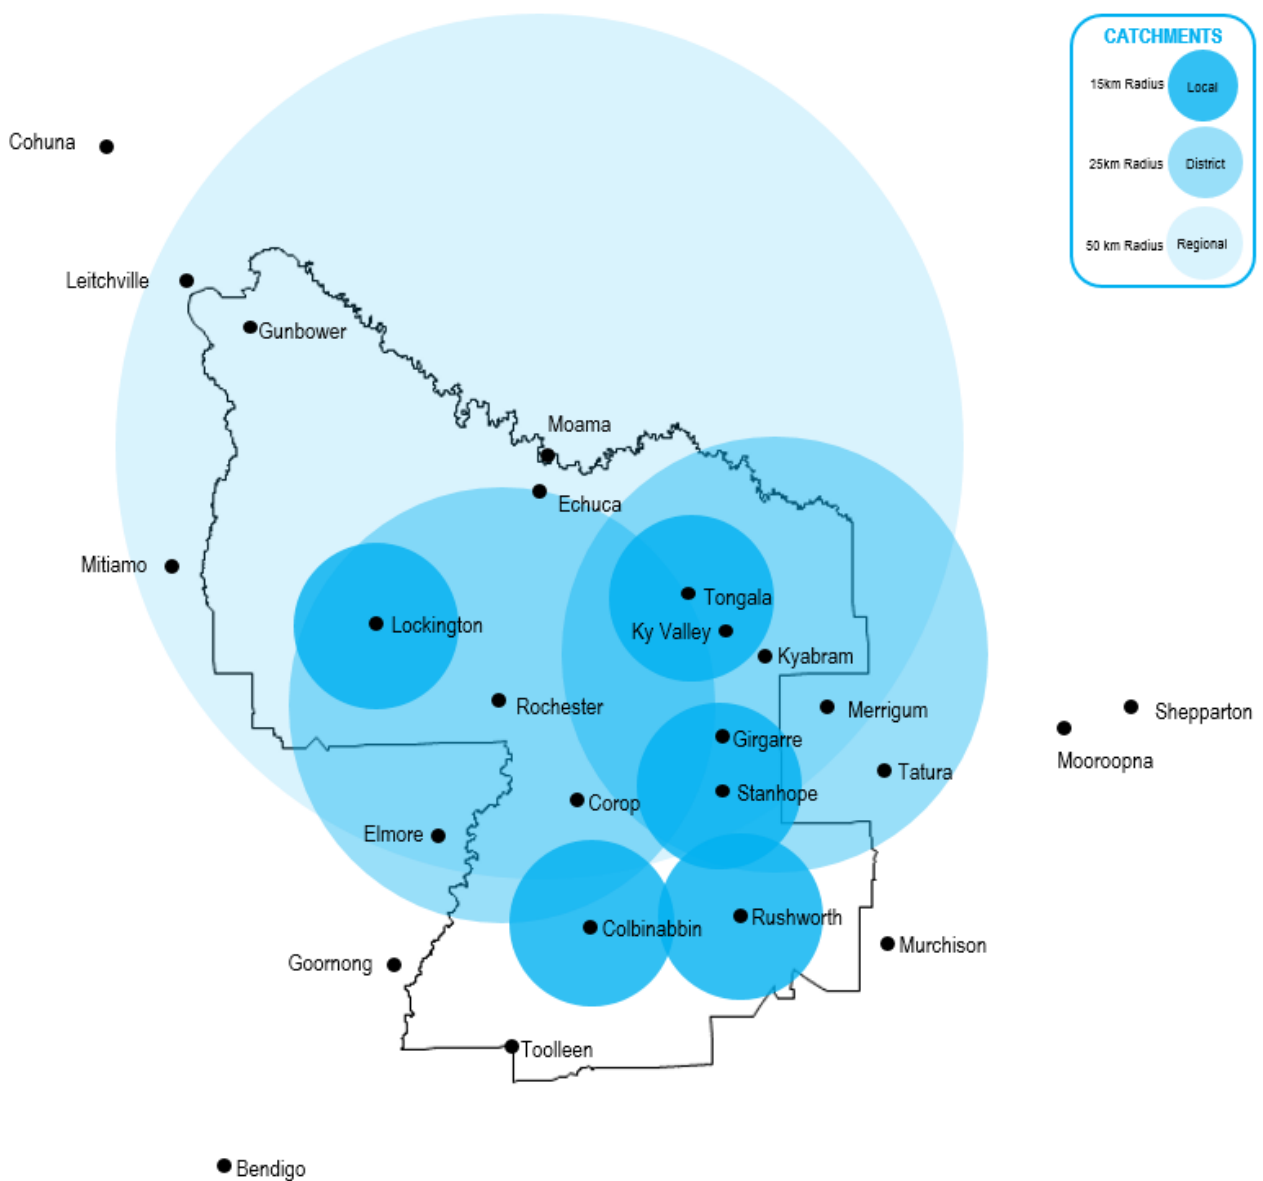 CATCHMENTS
15km Radius
Local
25km Radius
District
50 km Radius
Regional
Cohuna
Leitchville
Gunbower
Moama
Echuca
Mitiamo
Tongala
Lockington
Ky Valley
Kyabram
Rochester
Merrigum
Shepparton
Girgarre
Mooroopna
Tatura
Stanhope
Corop
Elmore
Rushworth
Colbinabbin
Murchison
Goornong
Toolleen
Bendigo